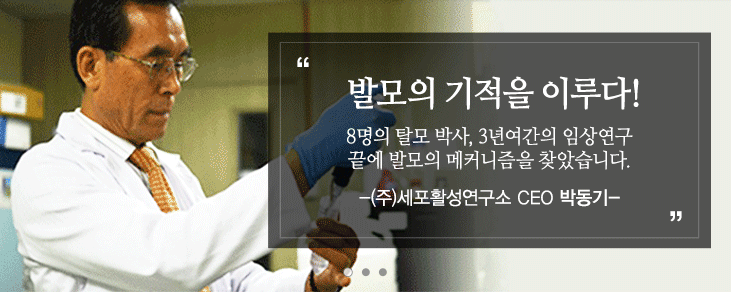 “
발모의 기적을 이루다!
8명의 탈모 박사, 3년여간의 임상연구
끝에 발모의 메커니즘을 찾았습니다.
-(주)세포활성연구소 CEO 박동기-
”